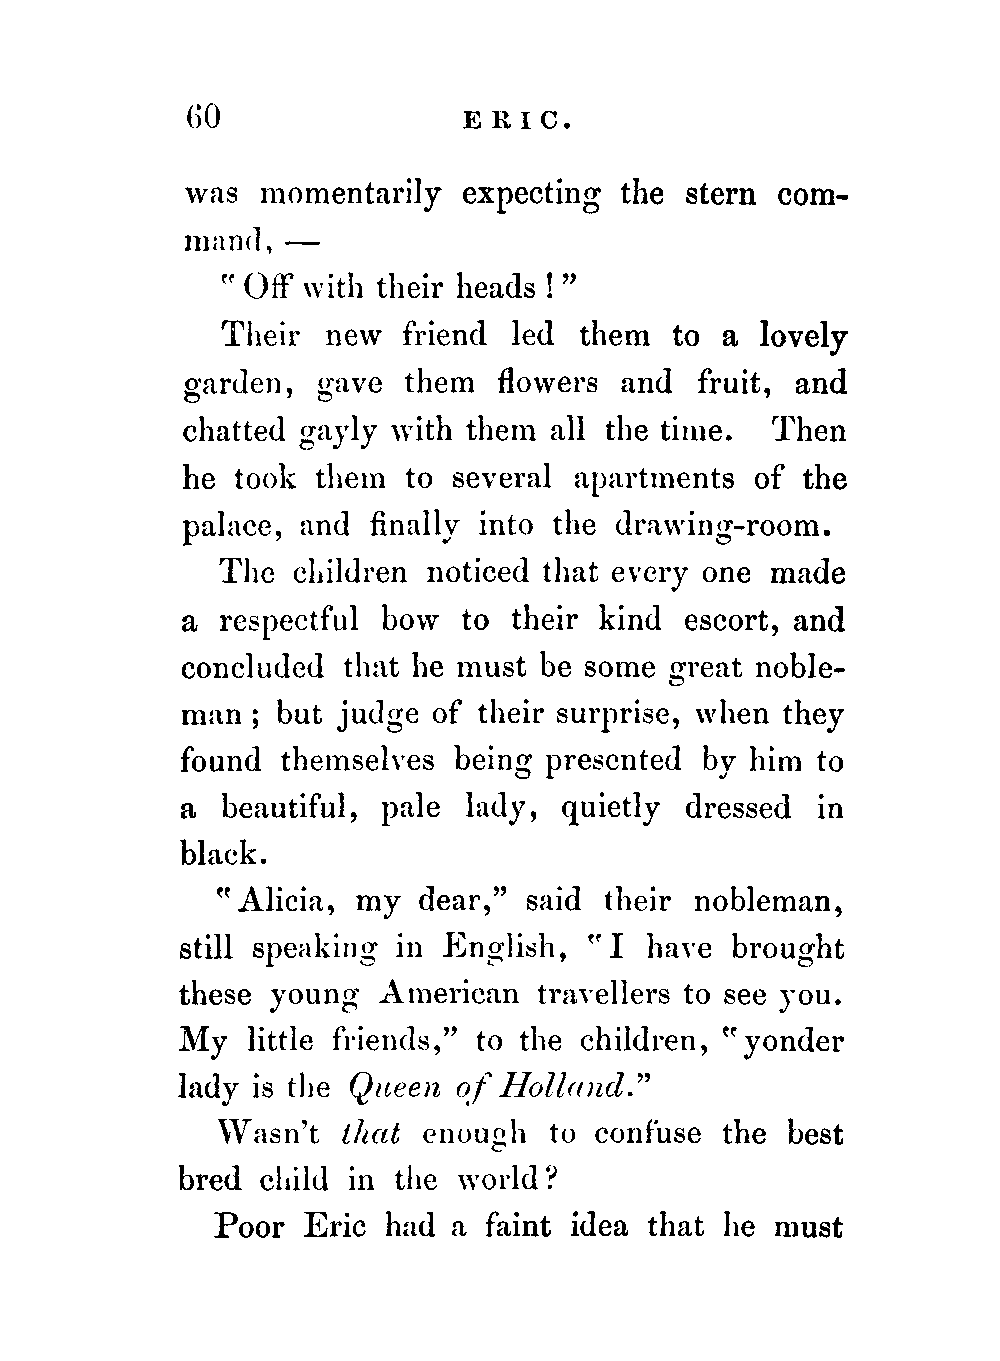 60 ERIC.
was momentarily expecting the stern com-
mand, —
"Off with their heads!"
Their new friend led them to a lovely
garden, gave them flowers and fruit, and
chatted gayly with them all the time. Then
he took them to several apartments of the
palace, and finally into the drawing-room.
The children noticed that every one made
a respectful bow to their kind escort, and
concluded that he must be some great noble-
man; but judge of their surprise, when they
found themselves being presented by him to
a beautiful, pale lady, quietly dressed in
black.
"Alicia, my dear," said their nobleman,
still speaking in English, "I have brought
these young American travellers to see you.
My little friends," to the children, "yonder
lady is the Queen of Holland."
Wasn't that enough to confuse the best
bred child in the world?
Poor Eric had a faint idea that he must